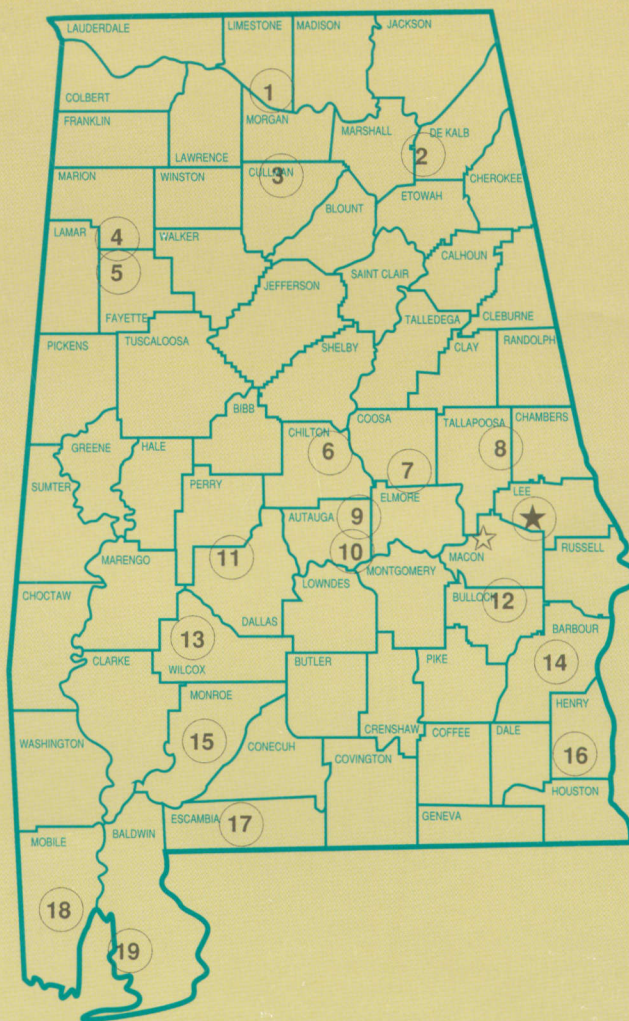 LAUDERDALE
LIMESTONE
MADISON
JACKSON
COLBERT
1
FRANKLIN
MORGAN
MARSHALL
DE KALB
LAWRENCE
2
MARION
WINSTON
CULLMAN
3
CHEROKEE
ETOWAH
BLOUNT
LAMAR
4
WALKER
CALHOUN
5
SAINT CLAIR
JEFFERSON
FAYETTE
TALLEDEGA
CLEBURNE
PICKENS
TUSCALOOSA
SHELBY
CLAY
RANDOLPH
BIBB
COOSA
TALLAPOOSA
CHAMBERS
CHILTON
GREENE
HALE
6
7
8
SUMTER
PERRY
ELMORE
LEE
AUTAUGA
9
MARENGO
11
10
MACON
RUSSELL
MONTGOMERY
LOWNDES
CHOCTAW
BULLOCK
12
DALLAS
13
BARBOUR
CLARKE
WILCOX
BUTLER
PIKE
14
MONROE
HENRY
WASHINGTON
15
CONECUH
CRENSHAW
COFFEE
DALE
COVINGTON
16
HOUSTON
MOBILE
BALDWIN
ESCAMBIA
17
GENEVA
18
19